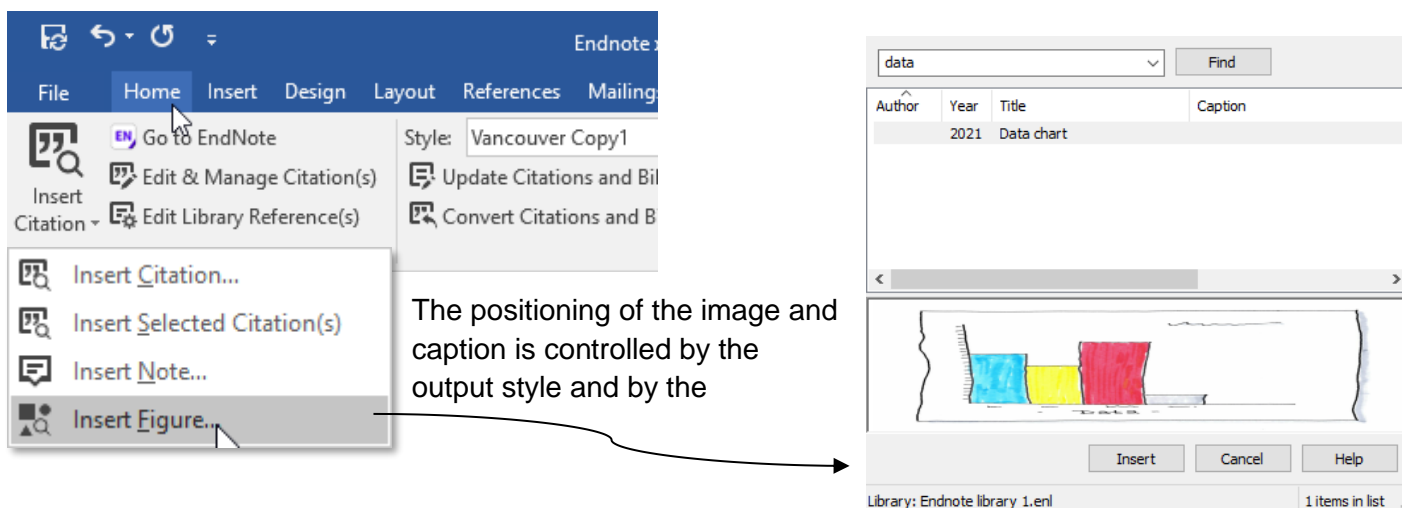 Endnote
File Home Insert Design Layout References Mailing
Insert
Citation
EN Go to EndNote
Edit & Manage Citation(s)
Edit Library Reference(s)
Style: Vancouver Copy1
Update Citations and Bi
Convert Citations and B
Insert Citation...
Insert Selected Citation(s)
Insert Note...
Insert Figure...
The positioning of the image and
caption is controlled by the
output style and by the
data Find
Author Year Title Caption
2021 Data chart
Data
Insert Cancel Help
Library: Endnote library 1.enl 1 items in list